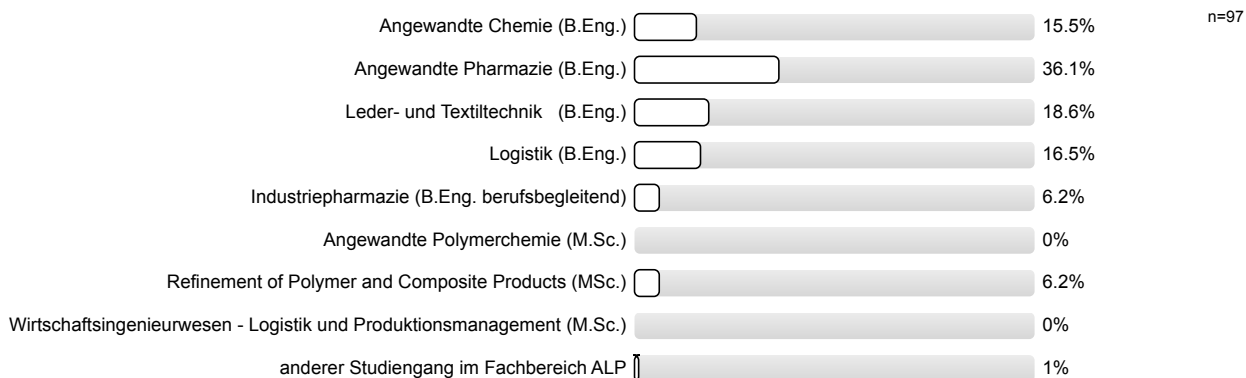 Angewandte Chemie (B.Eng.) 15.5% n=97
Angewandte Pharmazie (B.Eng.) 36.1%
Leder- und Textiltechnik (B.Eng.) 18.6%
Logistik (B.Eng.) 16.5%
Industriepharmazie (B.Eng. berufsbegleitend) 6.2%
Angewandte Polymerchemie (M.Sc.) 0%
Refinement of Polymer and Composite Products (MSc.) 6.2%
Wirtschaftsingenieurwesen - Logistik und Produktionsmanagement (M.Sc.) 0%
anderer Studiengang im Fachbereich ALP 1%